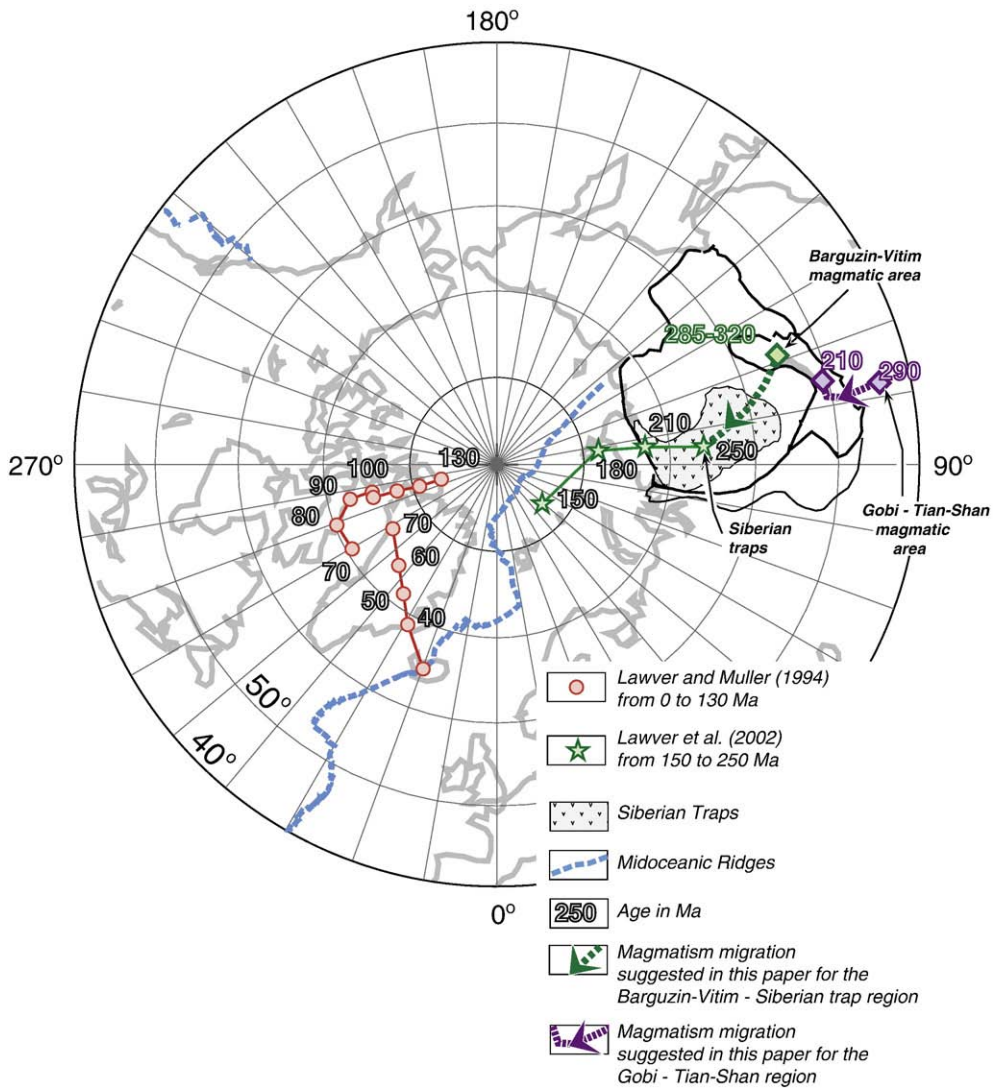 180°
Barguzin-Vitim
magmatic area
285-320
210
290
210
250
180
150
270°
90°
130
100
90
80
70
70
60
50
40
Siberian
traps
Gobi - Tian-Shan
magmatic
area
50°
40°
0°
Lawver and Muller (1994)
from 0 to 130 Ma
Lawver et al. (2002)
from 150 to 250 Ma
Siberian Traps
Midoceanic Ridges
250
Age in Ma
Magmatism migration
suggested in this paper for the
Barguzin-Vitim - Siberian trap region
Magmatism migration
suggested in this paper for the
Gobi - Tian-Shan region